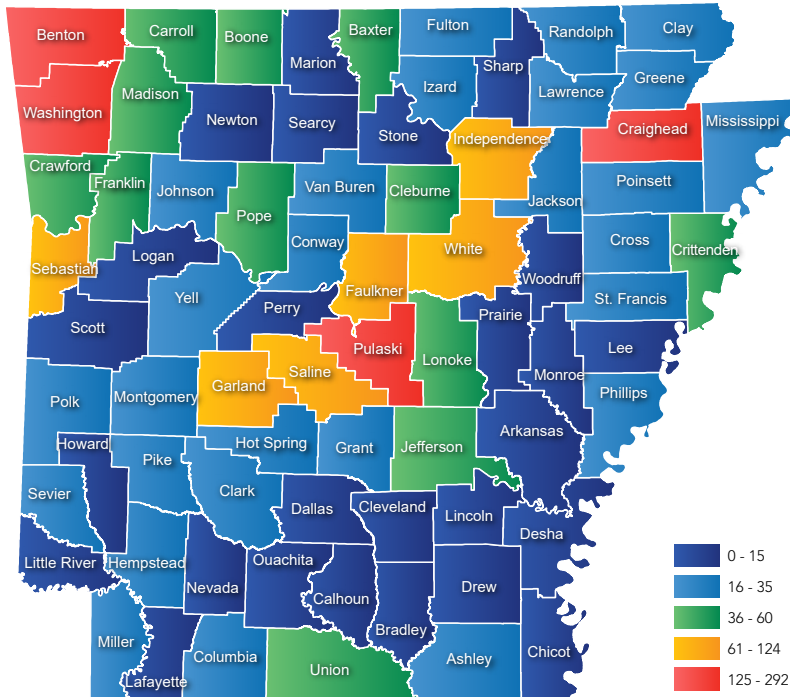 Benton
Carroll
Boone
Marion
Baxter
Fulton
Randolph
Clay
Sharp
Izard
Greene
Lawrence
Madison
Washington
Newton
Searcy
Stone
Independence
Craighead
Mississippi
Crawford
Franklin
Johnson
Van Buren
Cleburne
Poinsett
Jackson
Pope
Conway
White
Cross
Crittenden
Sebastian
Logan
Woodruff
Yell
Faulkner
St. Francis
Perry
Prairie
Scott
Pulaski
Lonoke
Lee
Saline
Monroe
Garland
Polk
Montgomery
Phillips
Arkansas
Howard
Hot Spring
Grant
Jefferson
Pike
Sevier
Clark
Dallas
Cleveland
Lincoln
Desha
Little River
Hempstead
Ouachita
Nevada
Drew
Calhoun
Bradley
Miller
Columbia
Union
Ashley
Chicot
Lafayette
0 - 15
16 - 35
36 - 60
61 - 124
125 - 292